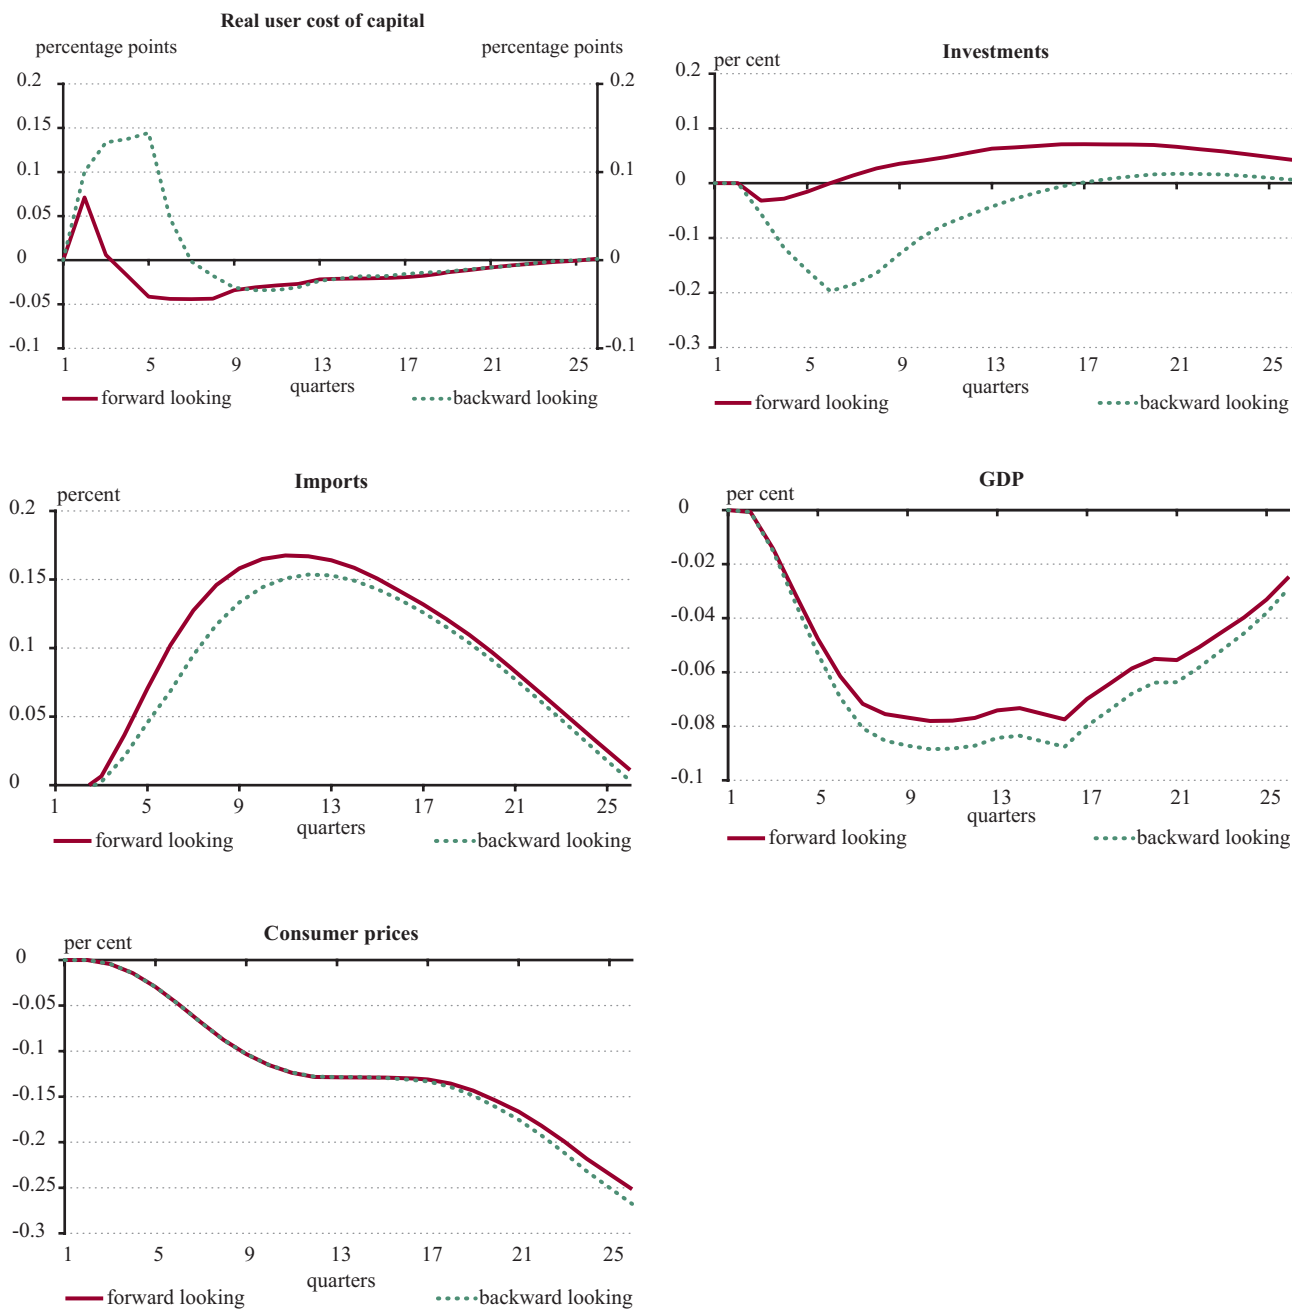 Real user cost of capital
percentage points percentage points
0.2 0.2
0.15
0.1 0.1
0.05
0 0
-0.05
-0.1 -0.1
1 5 9 13 17 21 25
quarters
forward looking backward looking
Investments
per cent
0.2
0.1
0
-0.1
-0.2
-0.3
1 5 9 13 17 21 25
quarters
forward looking backward looking
Imports
percent
0.2
0.15
0.1
0.05
0
1 5 9 13 17 21 25
quarters
forward looking backward looking
GDP
per cent
0
-0.02
-0.04
-0.06
-0.08
-0.1
1 5 9 13 17 21 25
quarters
forward looking backward looking
Consumer prices
per cent
0
-0.05
-0.1
-0.15
-0.2
-0.25
-0.3
1 5 9 13 17 21 25
quarters
forward looking backward looking